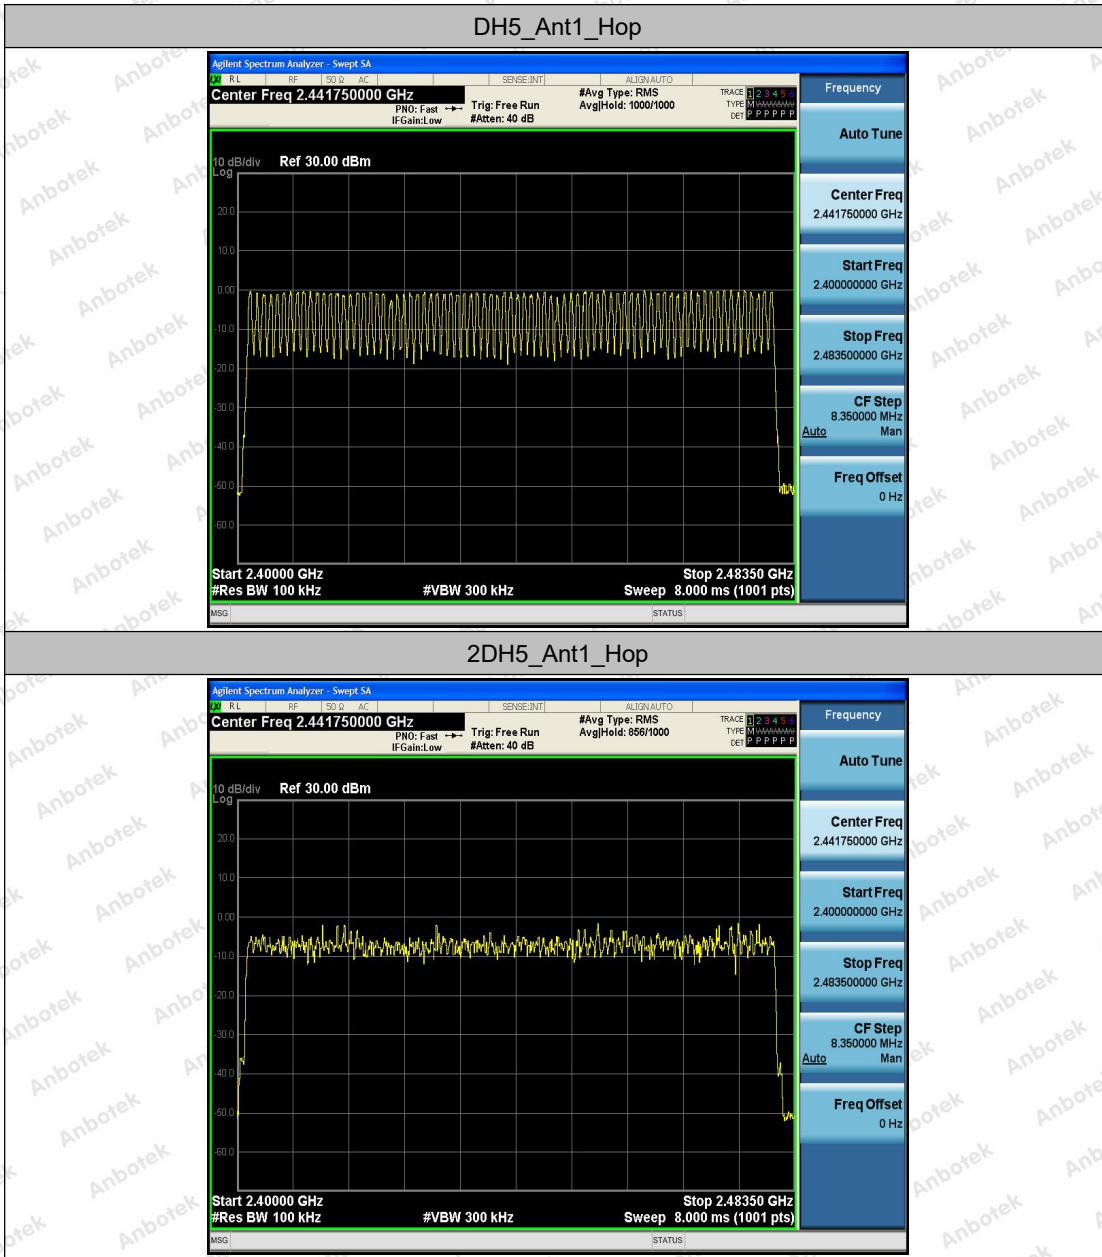 DH5_Ant1_Hop
Agilent Spectrum Analyzer - Swept SA
LXI RL RF 50 Ω AC SENSE:INT ALIGNAUTO
Center Freq 2.441750000 GHz
PNO: Fast
IFGain:Low
Trig: Free Run
#Atten: 40 dB
#Avg Type: RMS
Avg|Hold: 1000/1000
TRACE 1 2 3 4 5 6
TYPE M
DET P P P P P P
10 dB/div Ref 30.00 dBm
Log
20.0
10.0
0.00
-10.0
-20.0
-30.0
-40.0
-50.0
-60.0
Start 2.40000 GHz Stop 2.48350 GHz
#Res BW 100 kHz #VBW 300 kHz Sweep 8.000 ms (1001 pts)
MSG STATUS
Frequency
Auto Tune
Center Freq
2.441750000 GHz
Start Freq
2.400000000 GHz
Stop Freq
2.483500000 GHz
CF Step
8.350000 MHz
Auto Man
Freq Offset
0 Hz
2DH5_Ant1_Hop
Agilent Spectrum Analyzer - Swept SA
LXI RL RF 50 Ω AC SENSE:INT ALIGNAUTO
Center Freq 2.441750000 GHz
PNO: Fast
IFGain:Low
Trig: Free Run
#Atten: 40 dB
#Avg Type: RMS
Avg|Hold: 856/1000
TRACE 1 2 3 4 5 6
TYPE M
DET P P P P P P
10 dB/div Ref 30.00 dBm
Log
20.0
10.0
0.00
-10.0
-20.0
-30.0
-40.0
-50.0
-60.0
Start 2.40000 GHz Stop 2.48350 GHz
#Res BW 100 kHz #VBW 300 kHz Sweep 8.000 ms (1001 pts)
MSG STATUS
Frequency
Auto Tune
Center Freq
2.441750000 GHz
Start Freq
2.400000000 GHz
Stop Freq
2.483500000 GHz
CF Step
8.350000 MHz
Auto Man
Freq Offset
0 Hz
Anbotek